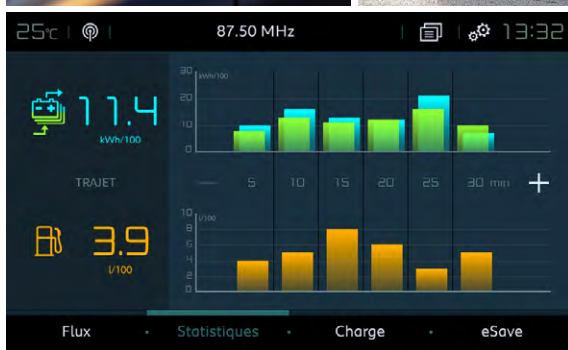 25°C 87.50 MHz 13:32
30 kWh/100
20
10
0
11.4
kWh/100
TRAJET
— 5 10 15 20 25 30 min +
10 l/100
8
6
4
2
0
3.9
l/100
Flux · Statistiques · Charge · eSave